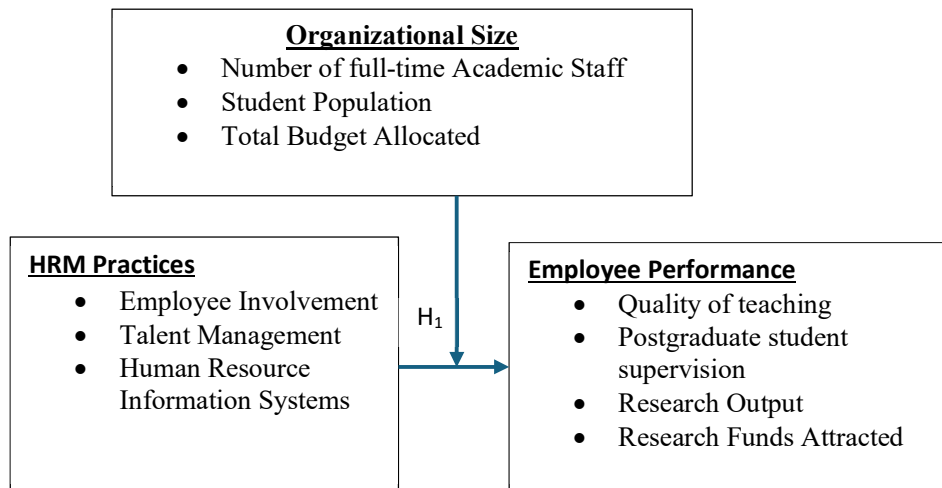 Organizational Size
• Number of full-time Academic Staff
• Student Population
• Total Budget Allocated
HRM Practices
• Employee Involvement
• Talent Management
• Human Resource
Information Systems
H₁
Employee Performance
• Quality of teaching
• Postgraduate student
supervision
• Research Output
• Research Funds Attracted